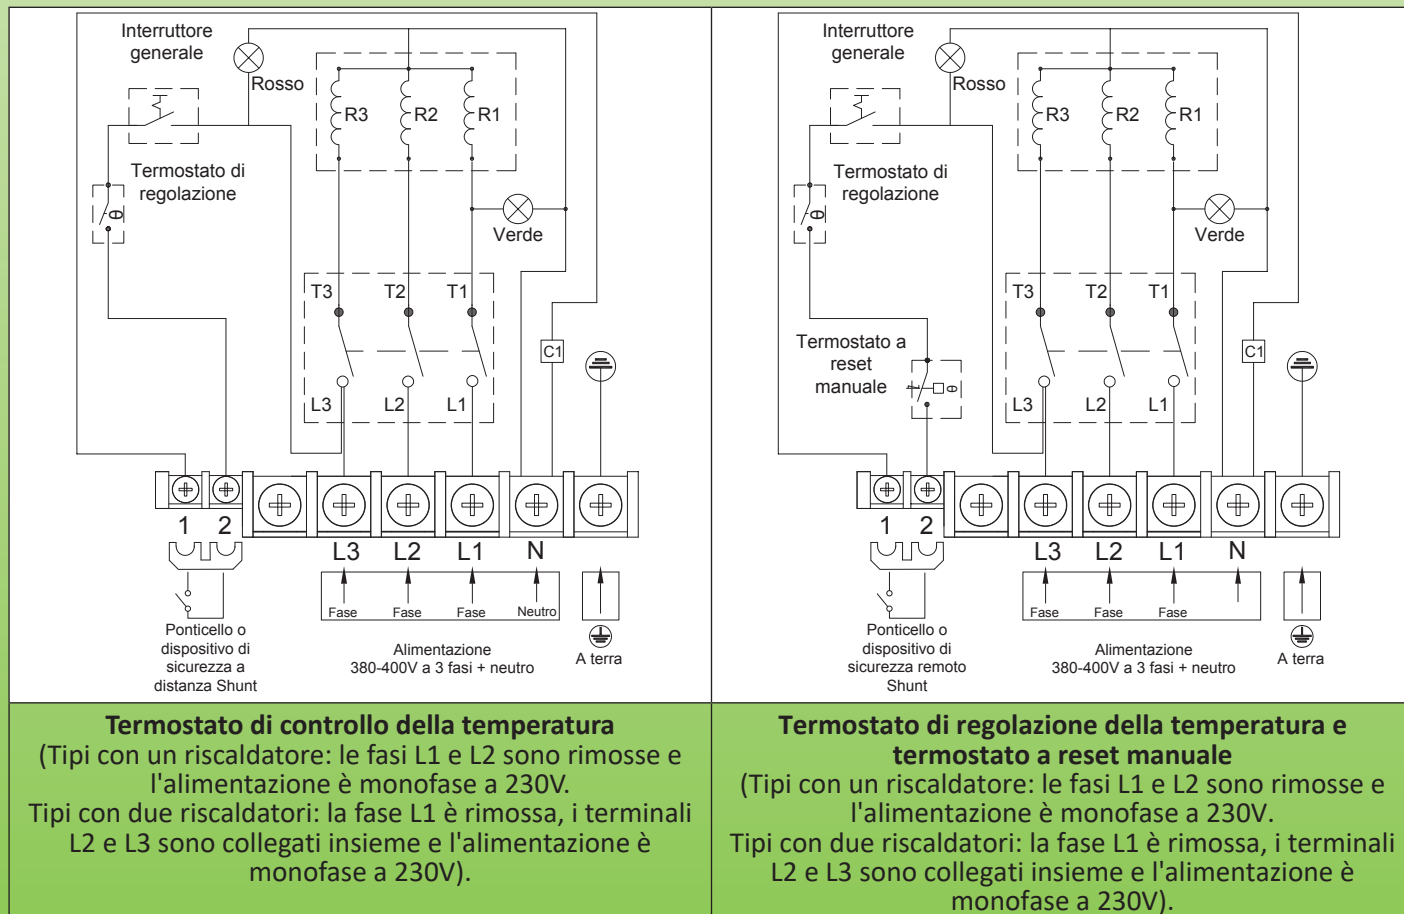 Interruttore
generale
Rosso
R3
R2
R1
Termostato di
regolazione
θ
Verde
T3
T2
T1
C1
L3
L2
L1
1
2
L3
L2
L1
N
Fase
Fase
Fase
Neutro
Ponticello o
dispositivo di
sicurezza a
distanza Shunt
Alimentazione
380-400V a 3 fasi + neutro
A terra
Termostato di controllo della temperatura
(Tipi con un riscaldatore: le fasi L1 e L2 sono rimosse e
l'alimentazione è monofase a 230V.
Tipi con due riscaldatori: la fase L1 è rimossa, i terminali
L2 e L3 sono collegati insieme e l'alimentazione è
monofase a 230V).
Interruttore
generale
Rosso
R3
R2
R1
Termostato di
regolazione
θ
Verde
T3
T2
T1
Termostato a
reset
manuale
θ
C1
L3
L2
L1
1
2
L3
L2
L1
N
Fase
Fase
Fase
Ponticello o
dispositivo di
sicurezza remoto
Shunt
Alimentazione
380-400V a 3 fasi + neutro
A terra
Termostato di regolazione della temperatura e
termostato a reset manuale
(Tipi con un riscaldatore: le fasi L1 e L2 sono rimosse e
l'alimentazione è monofase a 230V.
Tipi con due riscaldatori: la fase L1 è rimossa, i terminali
L2 e L3 sono collegati insieme e l'alimentazione è
monofase a 230V).